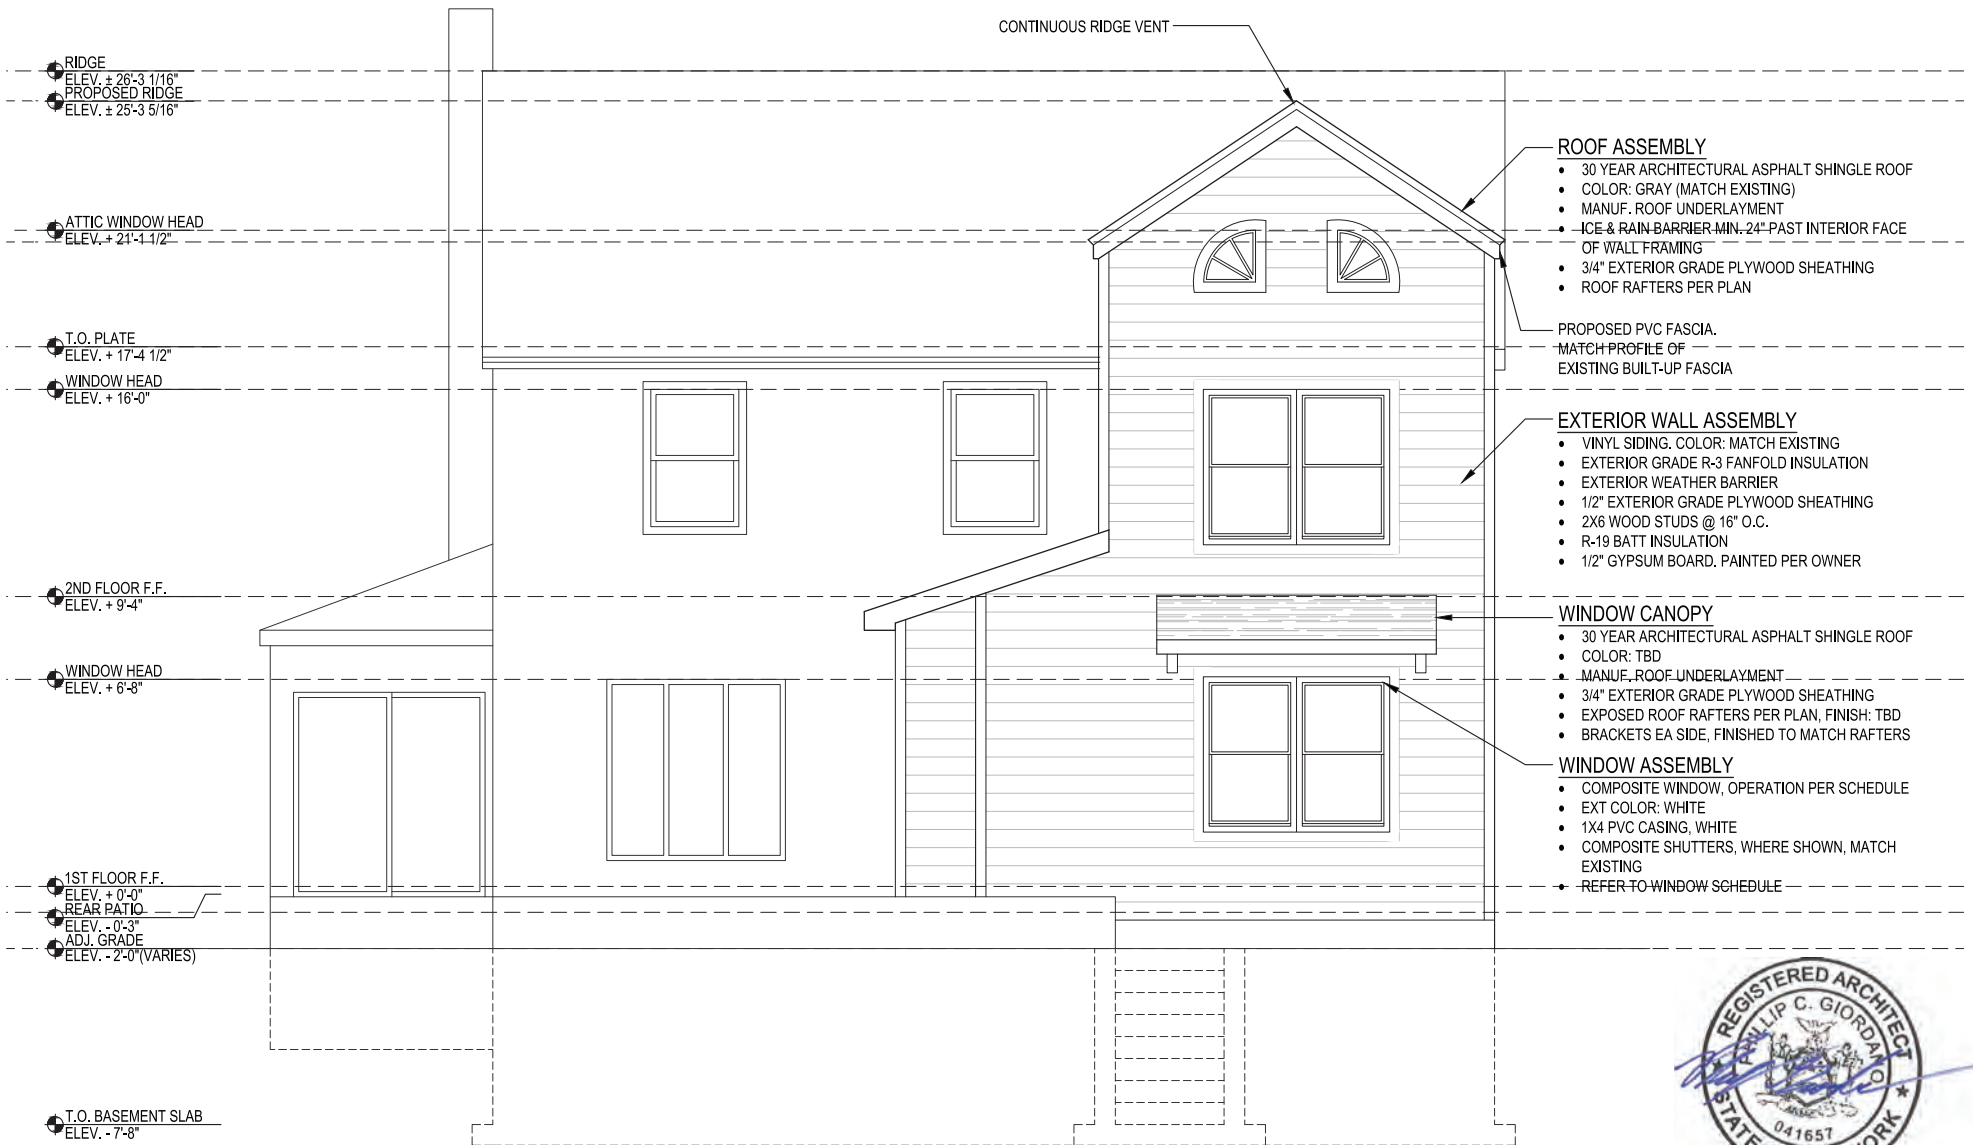 CONTINUOUS RIDGE VENT
RIDGE
ELEV. ± 26'-3 1/16"
PROPOSED RIDGE
ELEV. ± 25'-3 5/16"
ATTIC WINDOW HEAD
ELEV. + 21'-1 1/2"
T.O. PLATE
ELEV. + 17'-4 1/2"
WINDOW HEAD
ELEV. + 16'-0"
2ND FLOOR F.F.
ELEV. + 9'-4"
WINDOW HEAD
ELEV. + 6'-8"
1ST FLOOR F.F.
ELEV. + 0'-0"
REAR PATIO
ELEV. - 0'-3"
ADJ. GRADE
ELEV. - 2'-0"(VARIES)
T.O. BASEMENT SLAB
ELEV. - 7'-8"
ROOF ASSEMBLY
• 30 YEAR ARCHITECTURAL ASPHALT SHINGLE ROOF
• COLOR: GRAY (MATCH EXISTING)
• MANUF. ROOF UNDERLAYMENT
• ICE & RAIN BARRIER MIN. 24" PAST INTERIOR FACE
OF WALL FRAMING
• 3/4" EXTERIOR GRADE PLYWOOD SHEATHING
• ROOF RAFTERS PER PLAN
PROPOSED PVC FASCIA.
MATCH PROFILE OF
EXISTING BUILT-UP FASCIA
EXTERIOR WALL ASSEMBLY
• VINYL SIDING. COLOR: MATCH EXISTING
• EXTERIOR GRADE R-3 FANFOLD INSULATION
• EXTERIOR WEATHER BARRIER
• 1/2" EXTERIOR GRADE PLYWOOD SHEATHING
• 2X6 WOOD STUDS @ 16" O.C.
• R-19 BATT INSULATION
• 1/2" GYPSUM BOARD. PAINTED PER OWNER
WINDOW CANOPY
• 30 YEAR ARCHITECTURAL ASPHALT SHINGLE ROOF
• COLOR: TBD
• MANUF. ROOF UNDERLAYMENT
• 3/4" EXTERIOR GRADE PLYWOOD SHEATHING
• EXPOSED ROOF RAFTERS PER PLAN, FINISH: TBD
• BRACKETS EA SIDE, FINISHED TO MATCH RAFTERS
WINDOW ASSEMBLY
• COMPOSITE WINDOW, OPERATION PER SCHEDULE
• EXT COLOR: WHITE
• 1X4 PVC CASING, WHITE
• COMPOSITE SHUTTERS, WHERE SHOWN, MATCH
EXISTING
• REFER TO WINDOW SCHEDULE
REGISTERED ARCHITECT
PHILLIP C. GIORDANO
041657